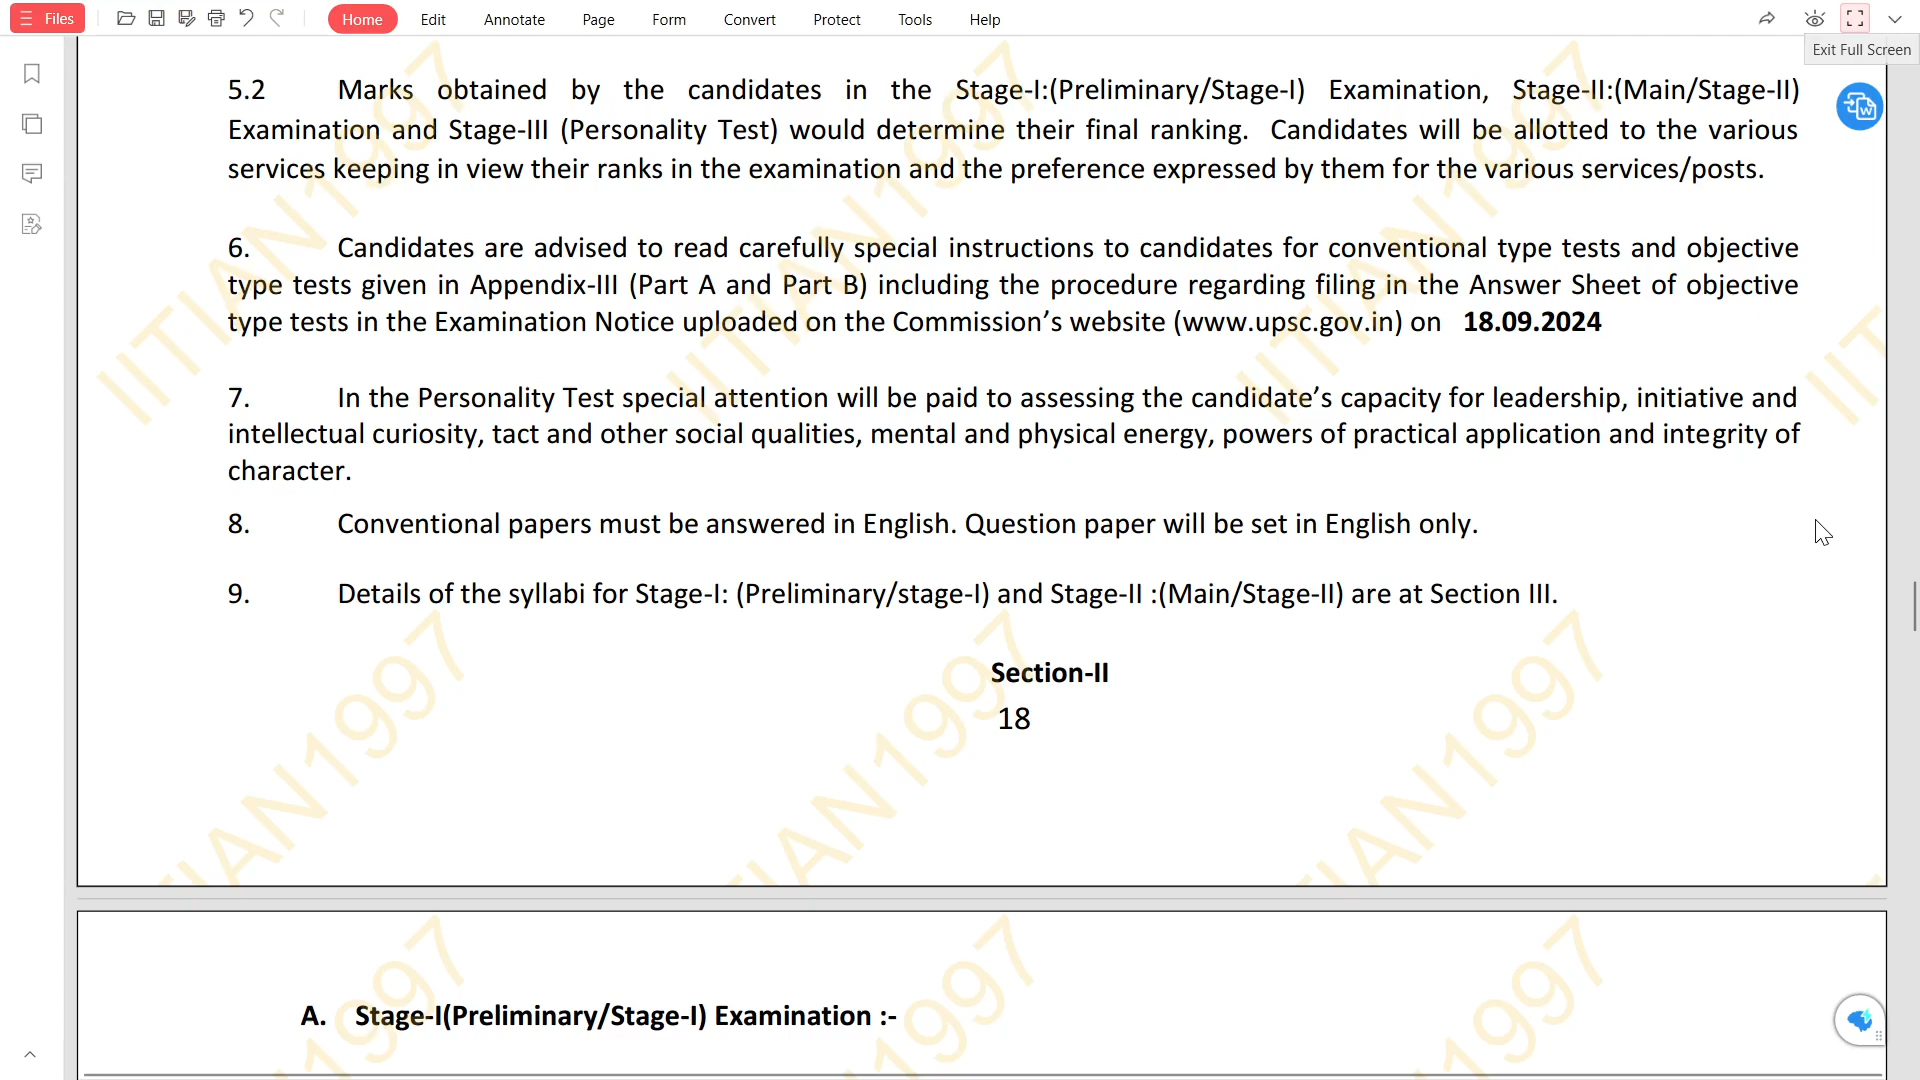 Files
Home Edit Annotate Page Form Convert Protect Tools Help
Exit Full Screen
5.2 Marks obtained by the candidates in the Stage-I:(Preliminary/Stage-I) Examination, Stage-II:(Main/Stage-II)
Examination and Stage-III (Personality Test) would determine their final ranking. Candidates will be allotted to the various
services keeping in view their ranks in the examination and the preference expressed by them for the various services/posts.
6. Candidates are advised to read carefully special instructions to candidates for conventional type tests and objective
type tests given in Appendix-III (Part A and Part B) including the procedure regarding filing in the Answer Sheet of objective
type tests in the Examination Notice uploaded on the Commission’s website (www.upsc.gov.in) on 18.09.2024
7. In the Personality Test special attention will be paid to assessing the candidate’s capacity for leadership, initiative and
intellectual curiosity, tact and other social qualities, mental and physical energy, powers of practical application and integrity of
character.
8. Conventional papers must be answered in English. Question paper will be set in English only.
9. Details of the syllabi for Stage-I: (Preliminary/stage-I) and Stage-II :(Main/Stage-II) are at Section III.
Section-II
18
A. Stage-I(Preliminary/Stage-I) Examination :-
IITIAN1997
IITIAN1997
IITIAN1997
IIT
TIAN1997
TIAN1997
TIAN1997
1997
1997
1997